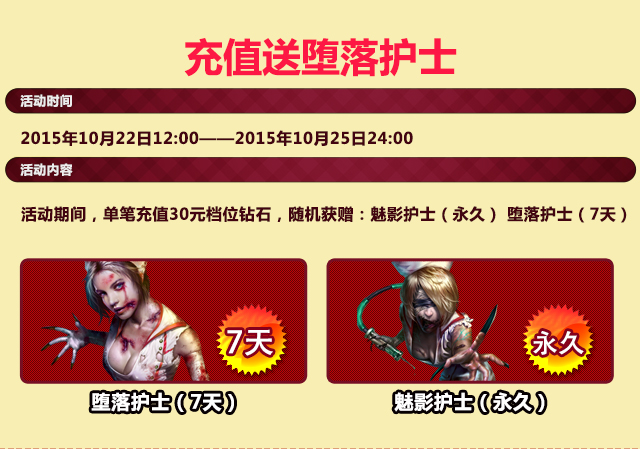 充值送堕落护士
活动时间
2015年10月22日12:00——2015年10月25日24:00
活动内容
活动期间，单笔充值30元档位钻石，随机获赠：魅影护士（永久） 堕落护士（7天）
7天
永久
堕落护士（7天）
魅影护士（永久）